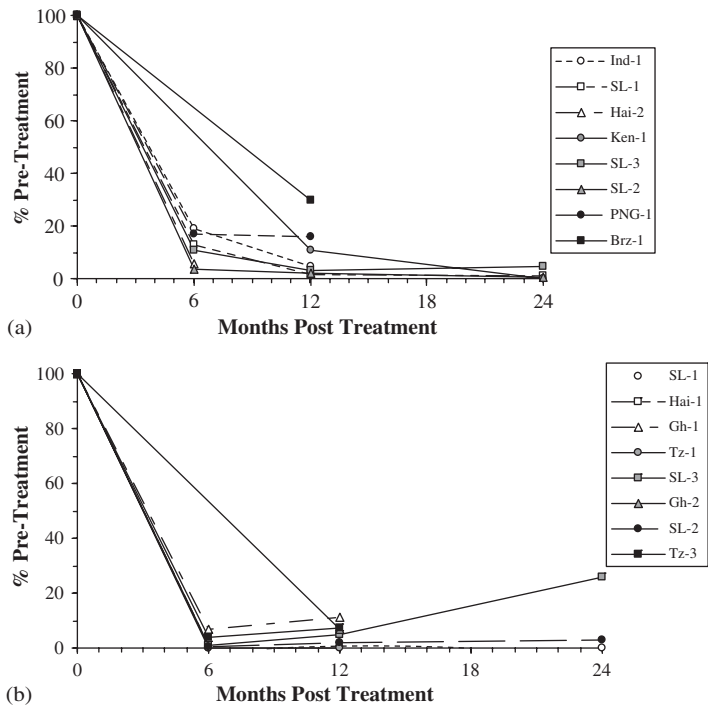 100
80
60
40
20
0
% Pre-Treatment
0 6 12 18 24
Months Post Treatment
(a)
Ind-1
SL-1
Hai-2
Ken-1
SL-3
SL-2
PNG-1
Brz-1
100
80
60
40
20
0
% Pre-Treatment
0 6 12 18 24
Months Post Treatment
(b)
SL-1
Hai-1
Gh-1
Tz-1
SL-3
Gh-2
SL-2
Tz-3